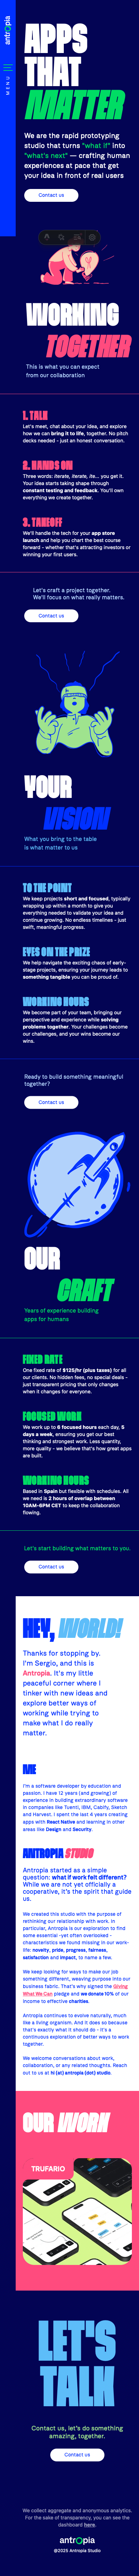 antropia
MENU
APPS
THAT
MATTER
We are the rapid prototyping
studio that turns "what if" into
"what's next" — crafting human
experiences at pace that get
your idea in front of real users
Contact us
WORKING
TOGETHER
This is what you can expect
from our collaboration
1. TALK
Let's meet, chat about your idea, and explore
how we can bring it to life, together. No pitch
decks needed - just an honest conversation.
2. HANDS ON
Three words: iterate, iterate, ite... you get it.
Your idea starts taking shape through
constant testing and feedback. You'll own
everything we create together.
3. TAKEOFF
We'll handle the tech for your app store
launch and help you chart the best course
forward - whether that's attracting investors or
winning your first users.
Let's craft a project together.
We'll focus on what really matters.
Contact us
YOUR
VISION
What you bring to the table
is what matter to us
TO THE POINT
We keep projects short and focused, typically
wrapping up within a month to give you
everything needed to validate your idea and
continue growing. No endless timelines - just
swift, meaningful progress.
EYES ON THE PRIZE
We help navigate the exciting chaos of early-
stage projects, ensuring your journey leads to
something tangible you can be proud of.
WORKING HOURS
We become part of your team, bringing our
perspective and experience while solving
problems together. Your challenges become
our challenges, and your wins become our
wins.
Ready to build something meaningful
together?
Contact us
OUR
CRAFT
Years of experience building
apps for humans
FIXED RATE
One fixed rate of $125/hr (plus taxes) for all
our clients. No hidden fees, no special deals -
just transparent pricing that only changes
when it changes for everyone.
FOCUSED WORK
We work up to 8 focused hours each day, 5
days a week, ensuring you get our best
thinking and strongest work. Less quantity,
more quality - we believe that's how great apps
are built.
WORKING HOURS
Based in Spain but flexible with schedules. All
we need is 2 hours of overlap between
10AM-6PM CET to keep the collaboration
flowing.
Let's start building what matters to you.
Contact us
HEY, WORLD!
Thanks for stopping by.
I'm Sergio, and this is
Antropia. It's my little
peaceful corner where I
tinker with new ideas and
explore better ways of
working while trying to
make what I do really
matter.
ME
I'm a software developer by education and
passion. I have 12 years (and growing) of
experience in building extraordinary software
in companies like Tuenti, IBM, Cabify, Sketch
and Harvest. I spent the last 4 years creating
apps with React Native and learning in other
areas like Design and Security.
ANTROPIA STUDIO
Antropia started as a simple
question: what if work felt different?
While we are not yet officially a
cooperative, it's the spirit that guide
us.
We created this studio with the purpose of
rethinking our relationship with work. In
particular, Antropia is our exploration to find
some essential -yet often overlooked -
characteristics we found missing in our work-
life: novelty, pride, progress, fairness,
satisfaction and impact, to name a few.
We keep looking for ways to make our job
something different, weaving purpose into our
business fabric. That's why signed the Giving
What We Can pledge and we donate 10% of our
income to effective charities.
Antropia continues to evolve naturally, much
like a living organism. And it does so because
that's exactly what it should do - it's a
continuous exploration of better ways to work
together.
We welcome conversations about work,
collaboration, or any related thoughts. Reach
out to us at hi (at) antropia (dot) studio.
OUR WORK
TRUFARIO
LET'S
TALK
Contact us, let's do something
amazing, together.
Contact us
We collect aggregate and anonymous analytics.
For the sake of transparency, you can see the
dashboard here.
antropia
@2025 Antropia Studio